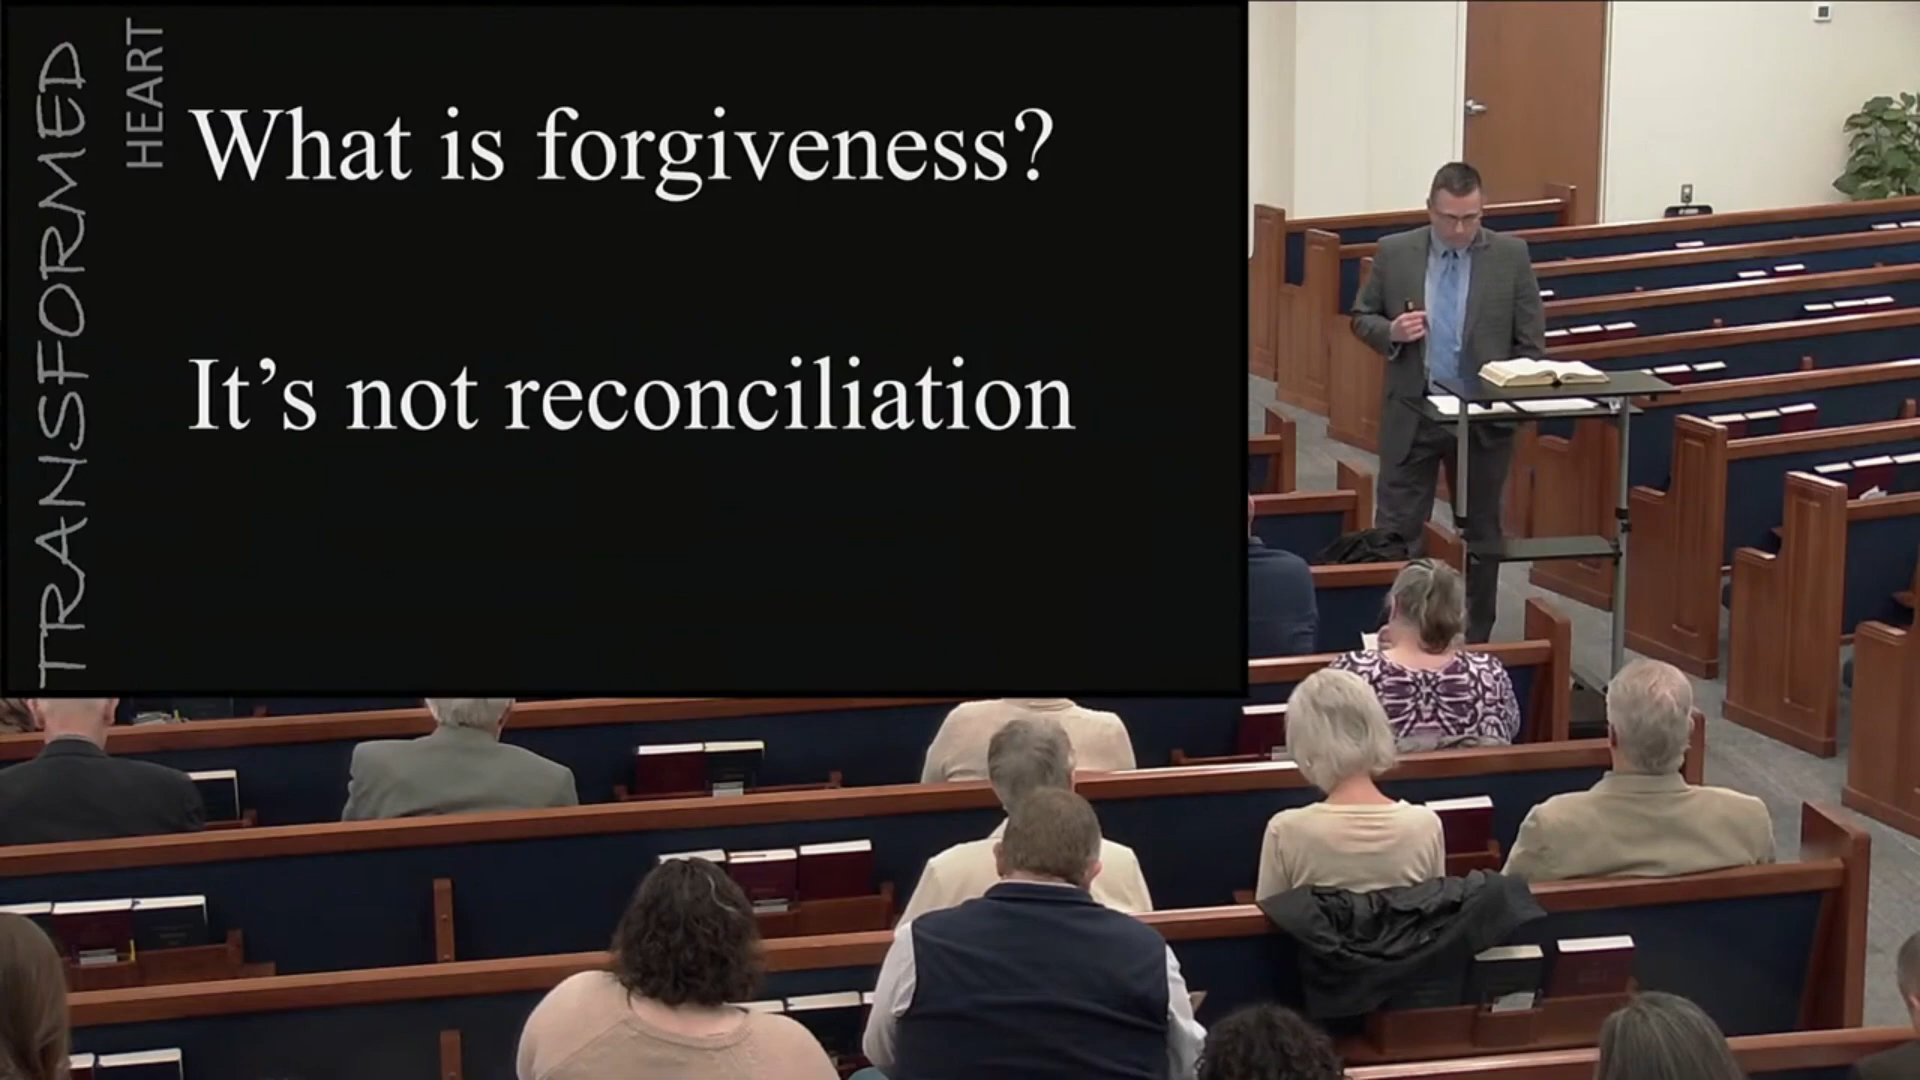 TRANSFORMED
HEART
What is forgiveness?
It’s not reconciliation